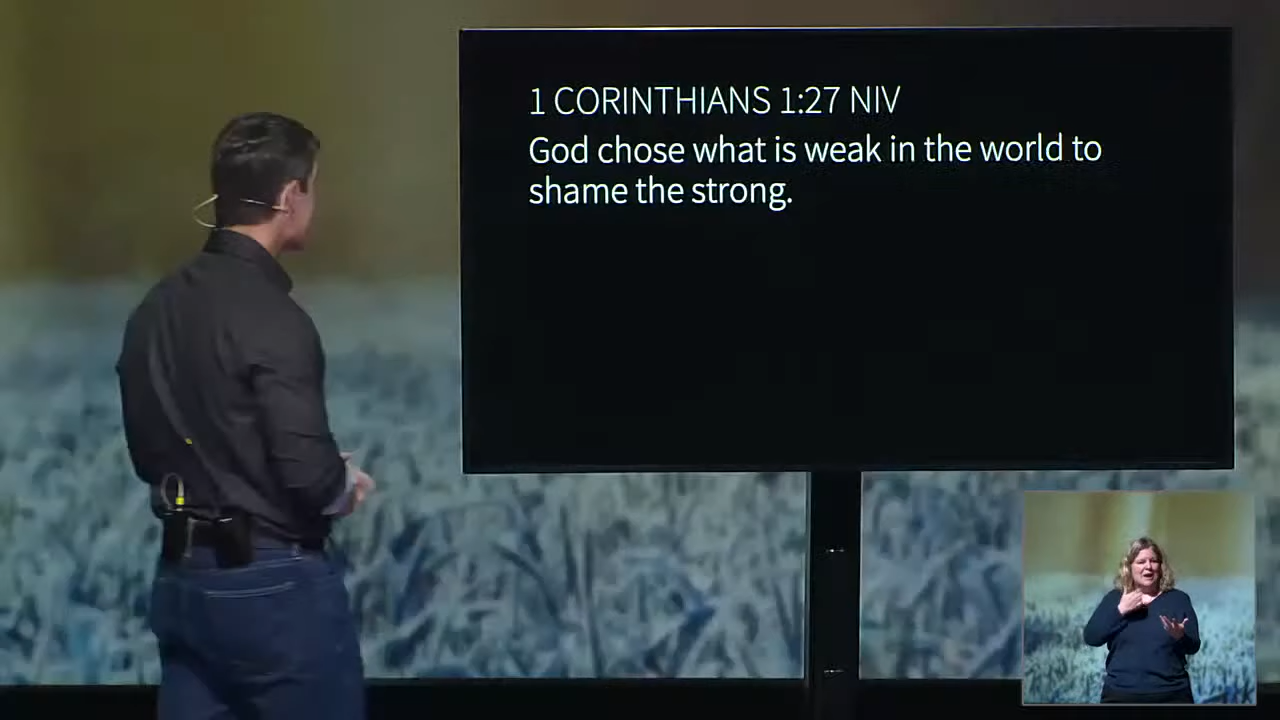 1 CORINTHIANS 1:27 NIV
God chose what is weak in the world to
shame the strong.